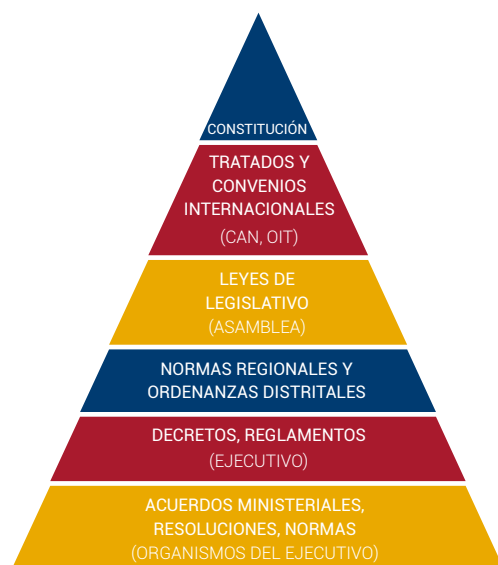 CONSTITUCIÓN
TRATADOS Y
CONVENIOS
INTERNACIONALES
(CAN, OIT)
LEYES DE
LEGISLATIVO
(ASAMBLEA)
NORMAS REGIONALES Y
ORDENANZAS DISTRITALES
DECRETOS, REGLAMENTOS
(EJECUTIVO)
ACUERDOS MINISTERIALES,
RESOLUCIONES, NORMAS
(ORGANISMOS DEL EJECUTIVO)